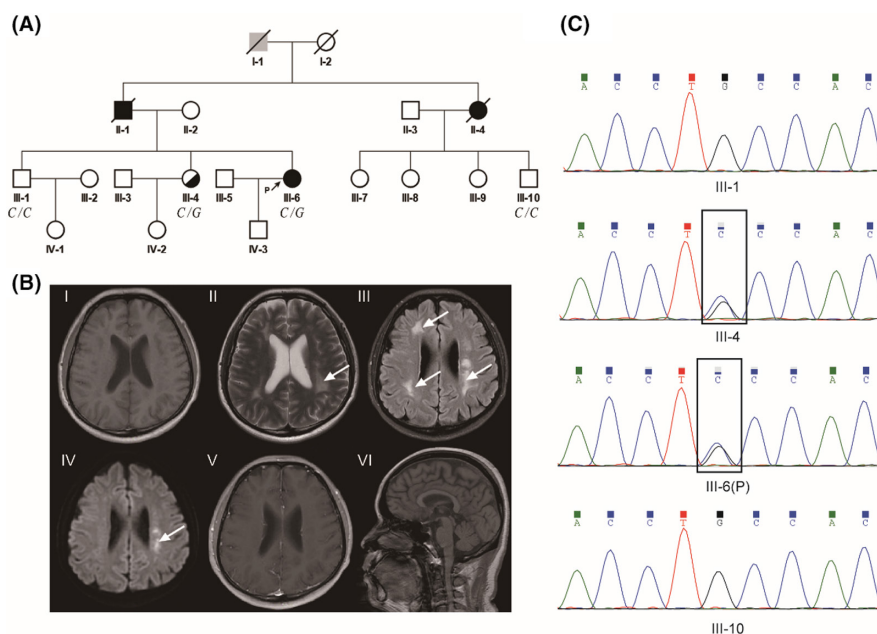 (A)
I-1 I-2
II-1 II-2 II-3 II-4
P
III-1 III-2 III-3 III-4 III-5 III-6 III-7 III-8 III-9 III-10
C/C C/G C/G C/C
IV-1 IV-2 IV-3
(B)
I II III
IV V VI
(C)
A C C T G C C A C
III-1
A C C T C C C A C
III-4
A C C T C C C A C
III-6(P)
A C C T G C C A C
III-10